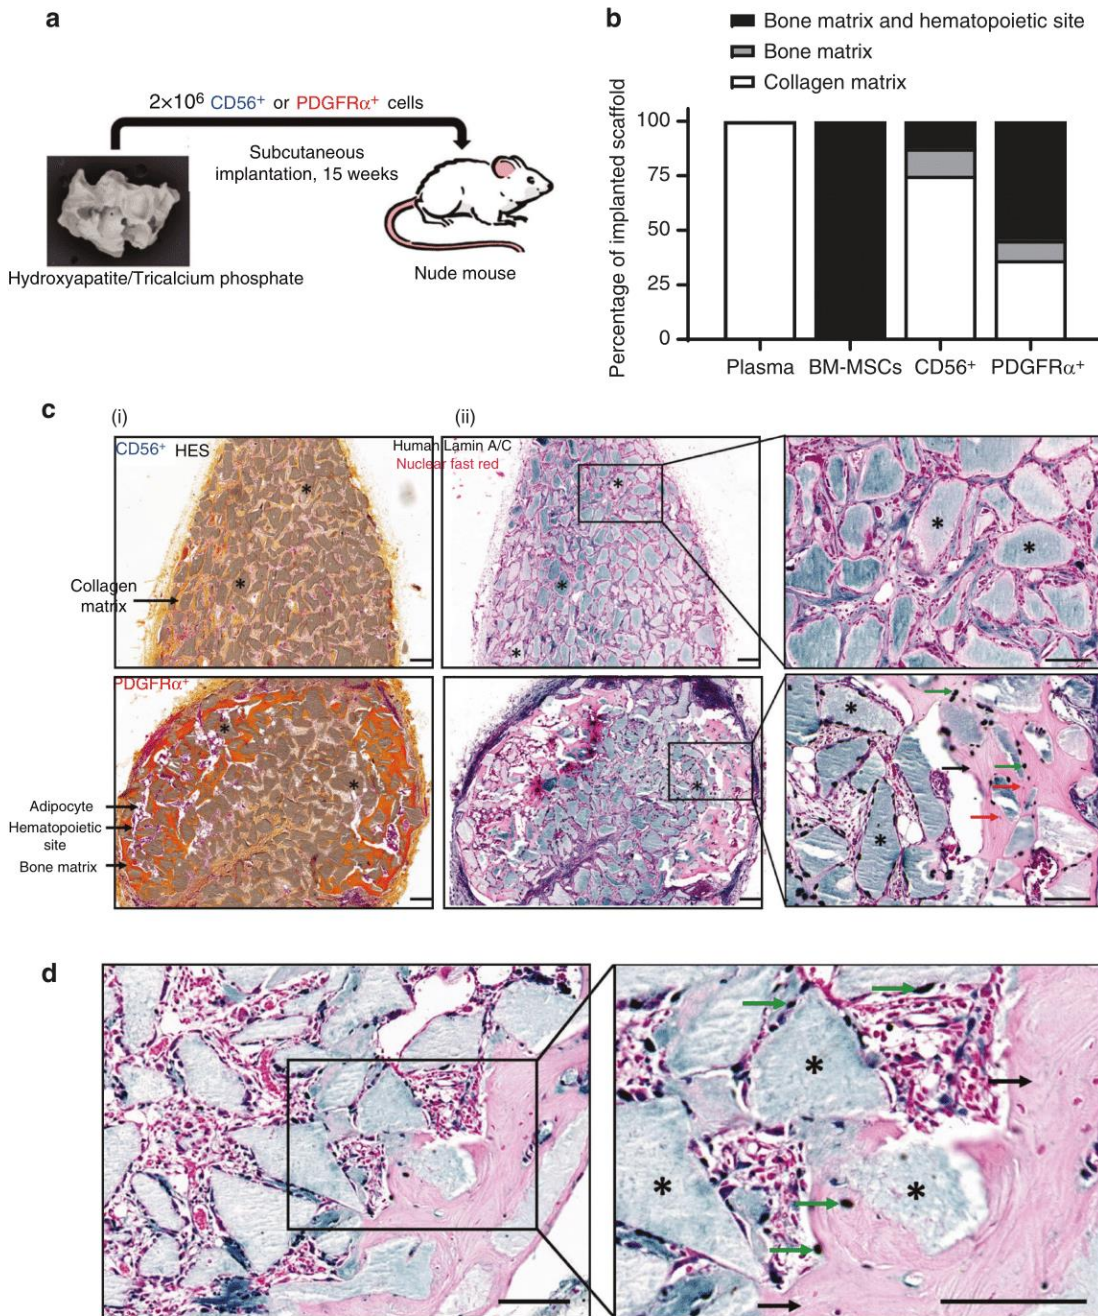 a
2×10⁶ CD56⁺ or PDGFRα⁺ cells
Subcutaneous
implantation, 15 weeks
Hydroxyapatite/Tricalcium phosphate
Nude mouse
b
Bone matrix and hematopoietic site
Bone matrix
Collagen matrix
Percentage of implanted scaffold
100
75
50
25
0
Plasma
BM-MSCs
CD56⁺
PDGFRα⁺
c
(i)
(ii)
CD56⁺ HES
Human Lamin A/C
Nuclear fast red
*
*
*
*
*
*
*
Collagen
matrix
PDGFRα⁺
*
*
*
*
*
Adipocyte
Hematopoietic
site
Bone matrix
d
*
*
*